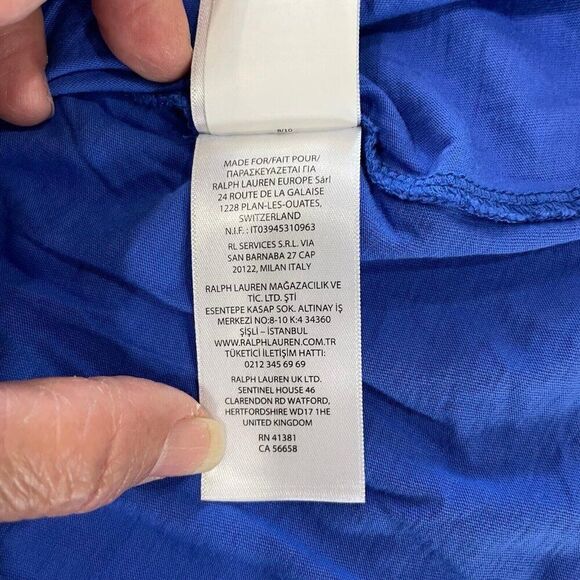 8/10
MADE FOR/FAIT POUR/
ΠΑΡΑΣΚΕΥΑΖΕΤΑΙ ΓΙΑ
RALPH LAUREN EUROPE Sárl
24 ROUTE DE LA GALAISE
1228 PLAN-LES-OUATES,
SWITZERLAND
N.I.F. : IT03945310963
RL SERVICES S.R.L. VIA
SAN BARNABA 27 CAP
20122, MILAN ITALY
RALPH LAUREN MAĞAZACILIK VE
TİC. LTD. ŞTİ
ESENTEPE KASAP SOK. ALTINAY İŞ
MERKEZİ NO:8-10 K:4 34360
ŞİŞLİ – İSTANBUL
WWW.RALPHLAUREN.COM.TR
TÜKETİCİ İLETİŞİM HATTI:
0212 345 69 69
RALPH LAUREN UK LTD.
SENTINEL HOUSE 46
CLARENDON RD WATFORD,
HERTFORDSHIRE WD17 1HE
UNITED KINGDOM
RN 41381
CA 56658